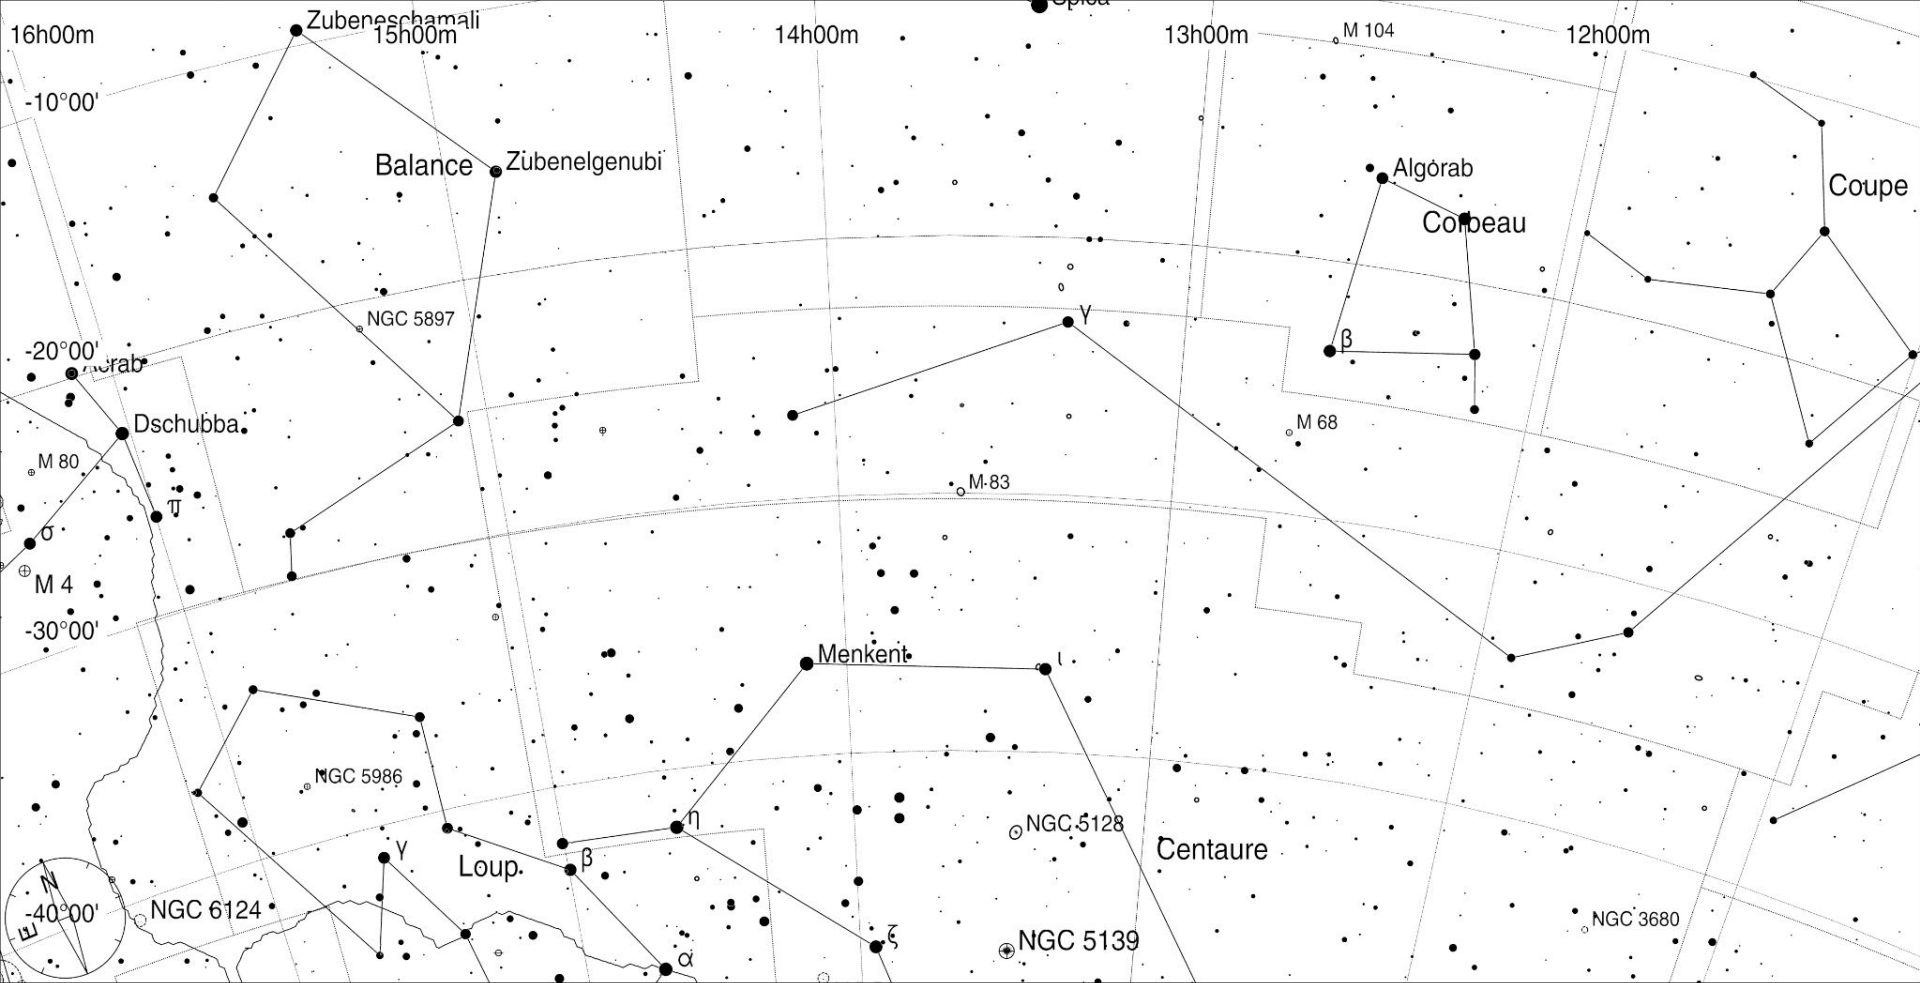 Zubeneschamali
Spica
16h00m
15h00m
14h00m
13h00m
M 104
12h00m
-10°00'
Balance
Zubenelgenubi
Algorab
Coupe
Corbeau
NGC 5897
γ
β
-20°00'
Acrab
Dschubba
M 68
M 80
M 83
π
σ
M 4
-30°00'
Menkent
ι
NGC 5986
η
NGC 5128
γ
Loup
β
Centaure
N
-40°00'
E
NGC 6124
NGC 3680
ζ
NGC 5139
α